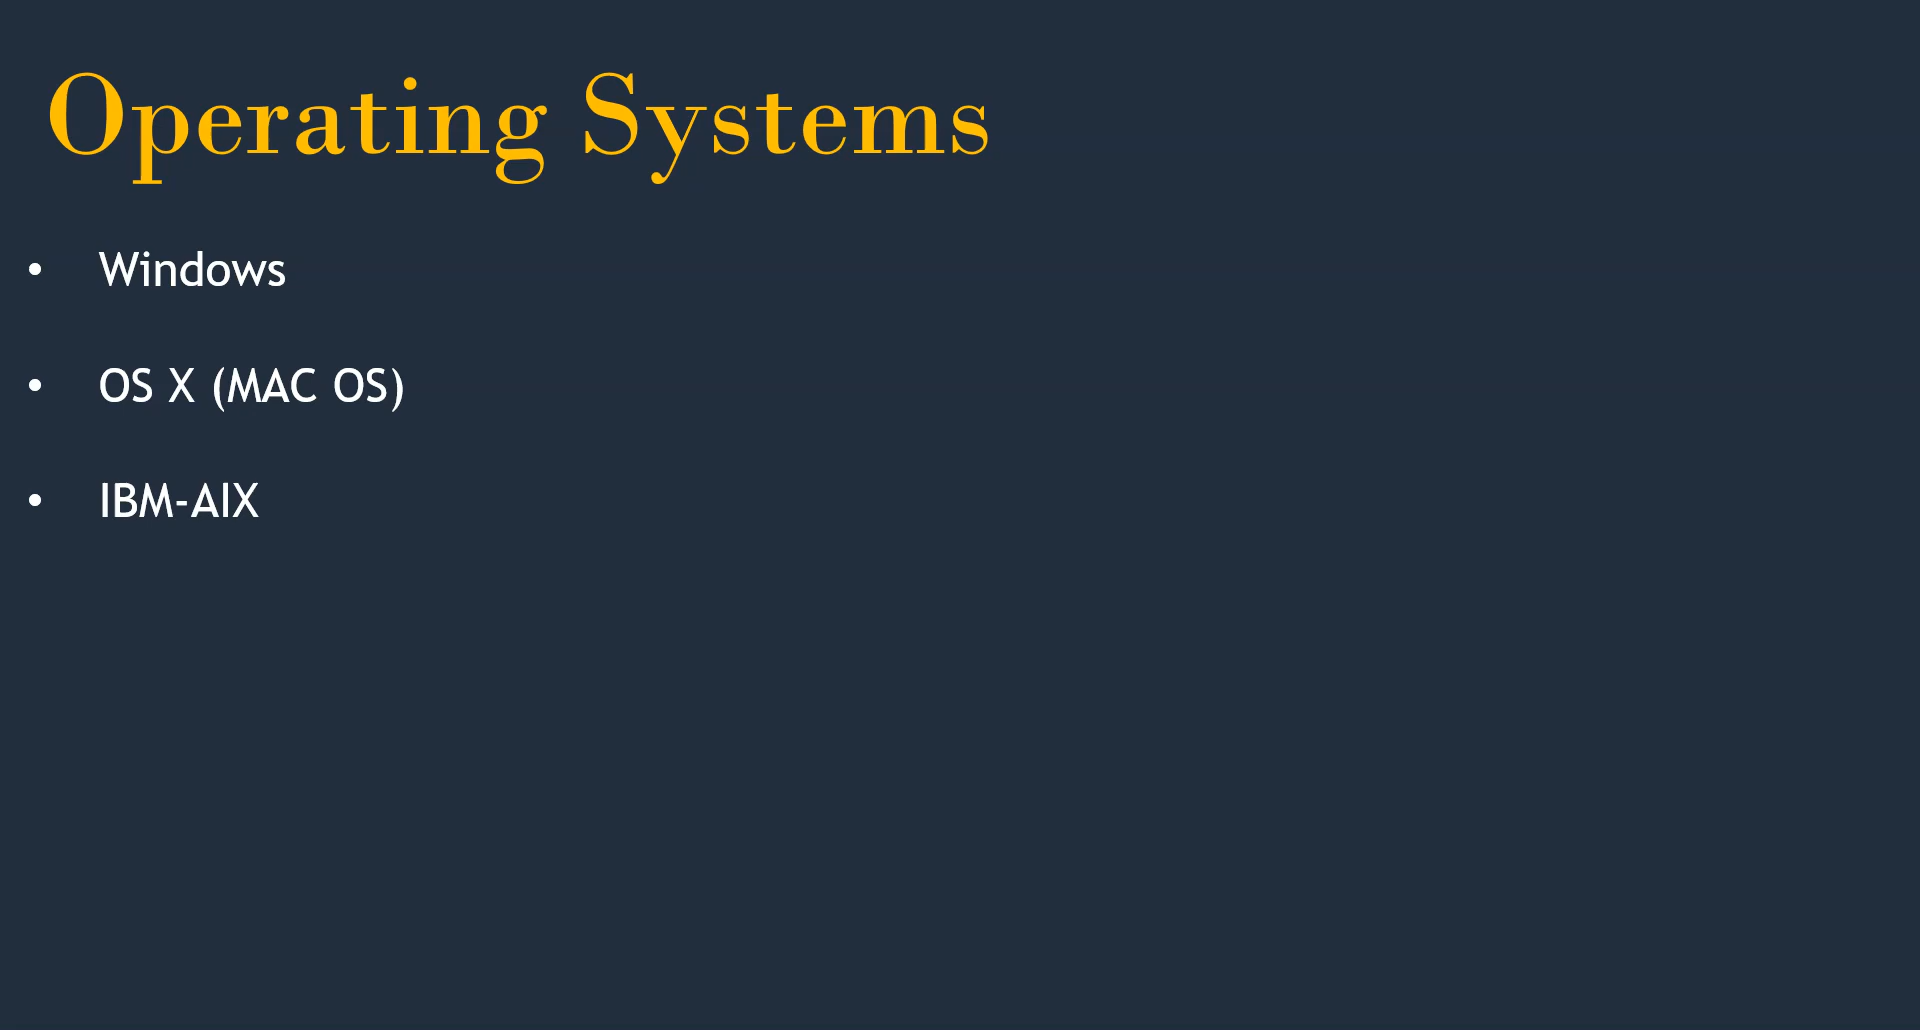 Operating Systems
• Windows
• OS X (MAC OS)
• IBM-AIX